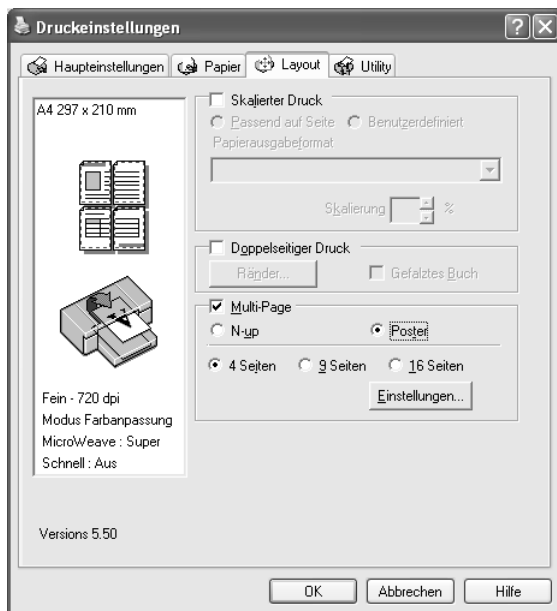 Druckeinstellungen
Haupteinstellungen Papier Layout Utility
A4 297 x 210 mm
Skalierter Druck
Passend auf Seite Benutzerdefiniert
Papierausgabeformat
Skalierung %
Doppelseitiger Druck
Ränder... Gefalztes Buch
Multi-Page
N-up Poster
4 Seiten 9 Seiten 16 Seiten
Einstellungen...
Fein - 720 dpi
Modus Farbanpassung
MicroWeave : Super
Schnell : Aus
Versions 5.50
OK Abbrechen Hilfe